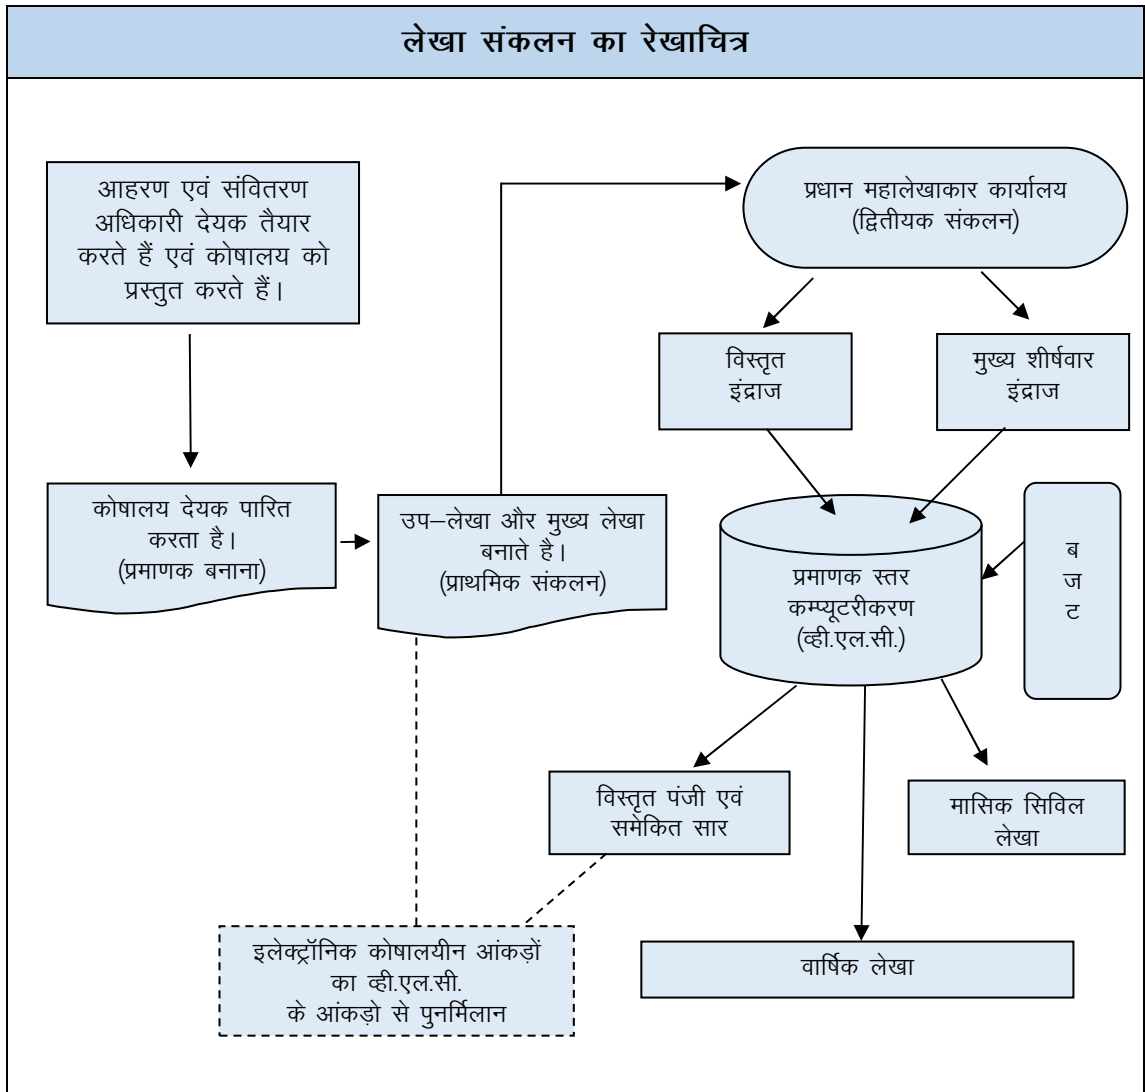 लेखा संकलन का रेखाचित्र
आहरण एवं संवितरण
अधिकारी देयक तैयार
करते हैं एवं कोषालय को
प्रस्तुत करते हैं।
प्रधान महालेखाकार कार्यालय
(द्वितीयक संकलन)
विस्तृत
इंद्राज
मुख्य शीर्षवार
इंद्राज
कोषालय देयक पारित
करता है।
(प्रमाणक बनाना)
उप–लेखा और मुख्य लेखा
बनाते है।
(प्राथमिक संकलन)
प्रमाणक स्तर
कम्प्यूटरीकरण
(व्ही.एल.सी.)
ब
ज
ट
विस्तृत पंजी एवं
समेकित सार
मासिक सिविल
लेखा
इलेक्ट्रॉनिक कोषालयीन आंकड़ों
का व्ही.एल.सी.
के आंकड़ो से पुनर्मिलान
वार्षिक लेखा